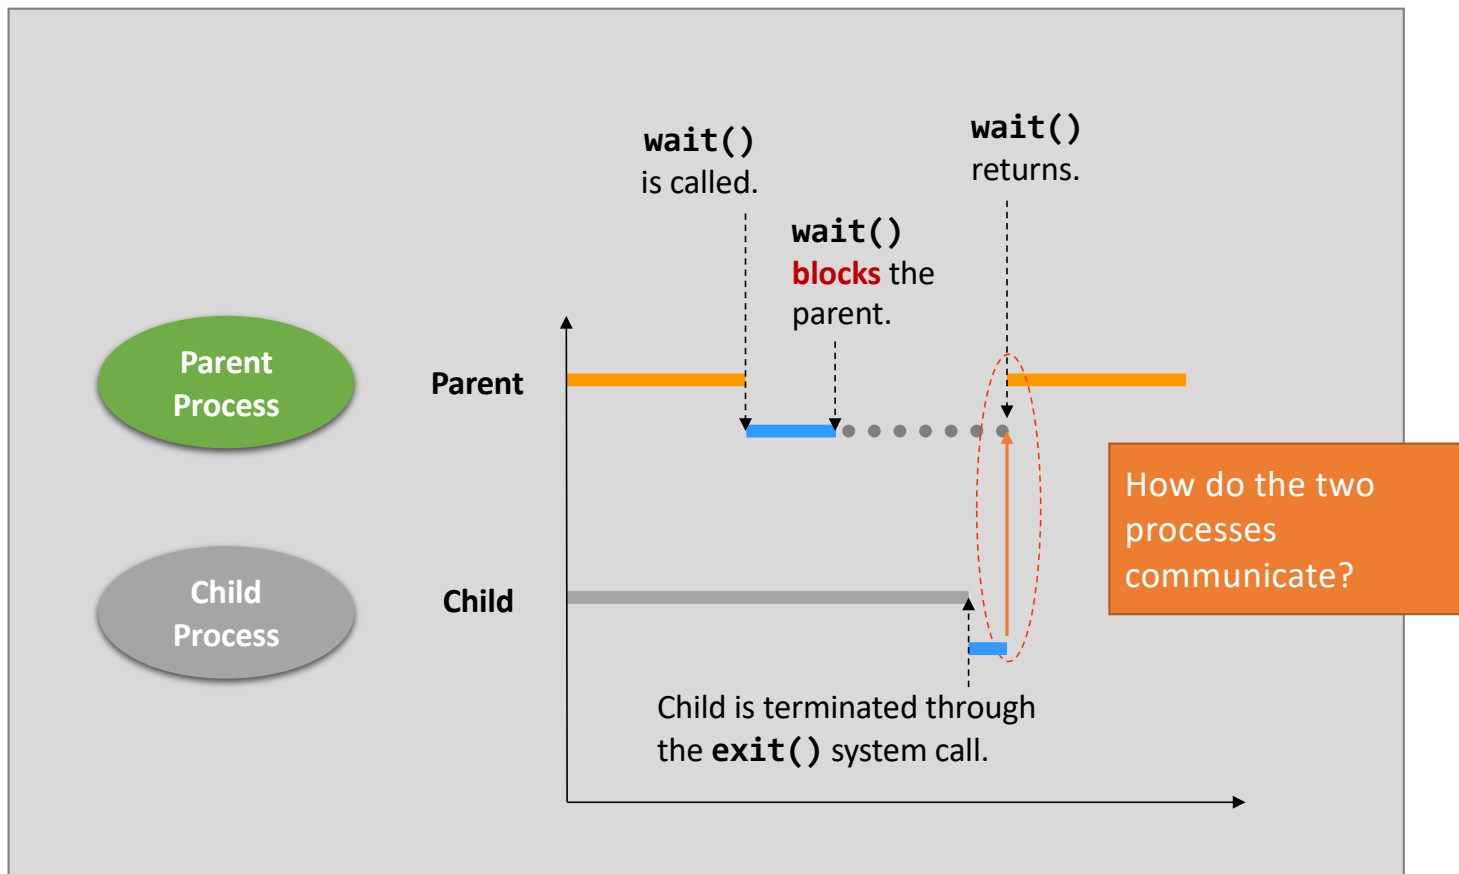 wait()
is called.
wait()
returns.
wait()
blocks the
parent.
Parent
Process
Parent
How do the two
processes
communicate?
Child
Process
Child
Child is terminated through
the exit() system call.